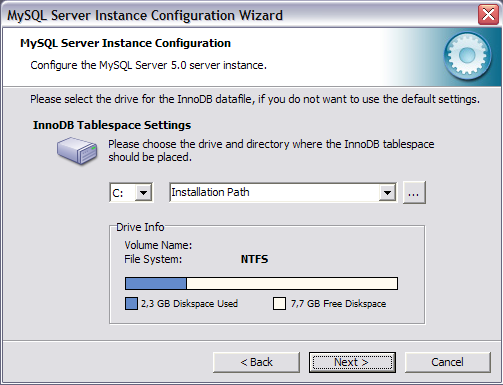 MySQL Server Instance Configuration Wizard
MySQL Server Instance Configuration
Configure the MySQL Server 5.0 server instance.
Please select the drive for the InnoDB datafile, if you do not want to use the default settings.
InnoDB Tablespace Settings
Please choose the drive and directory where the InnoDB tablespace
should be placed.
C: Installation Path ...
Drive Info
Volume Name:
File System: NTFS
2,3 GB Diskspace Used 7,7 GB Free Diskspace
< Back Next > Cancel